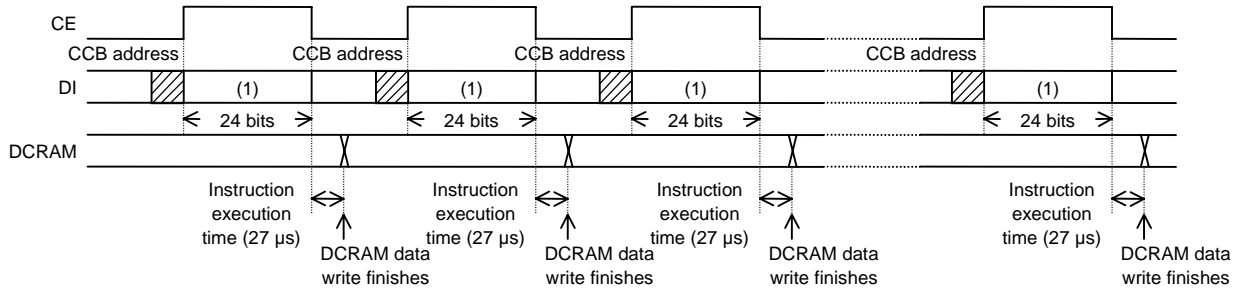 CE
CCB address CCB address CCB address CCB address
DI (1) (1) (1) (1)
24 bits 24 bits 24 bits 24 bits
DCRAM
Instruction Instruction Instruction Instruction
execution execution execution execution
time (27 µs) time (27 µs) time (27 µs) time (27 µs)
DCRAM data DCRAM data DCRAM data DCRAM data
write finishes write finishes write finishes write finishes